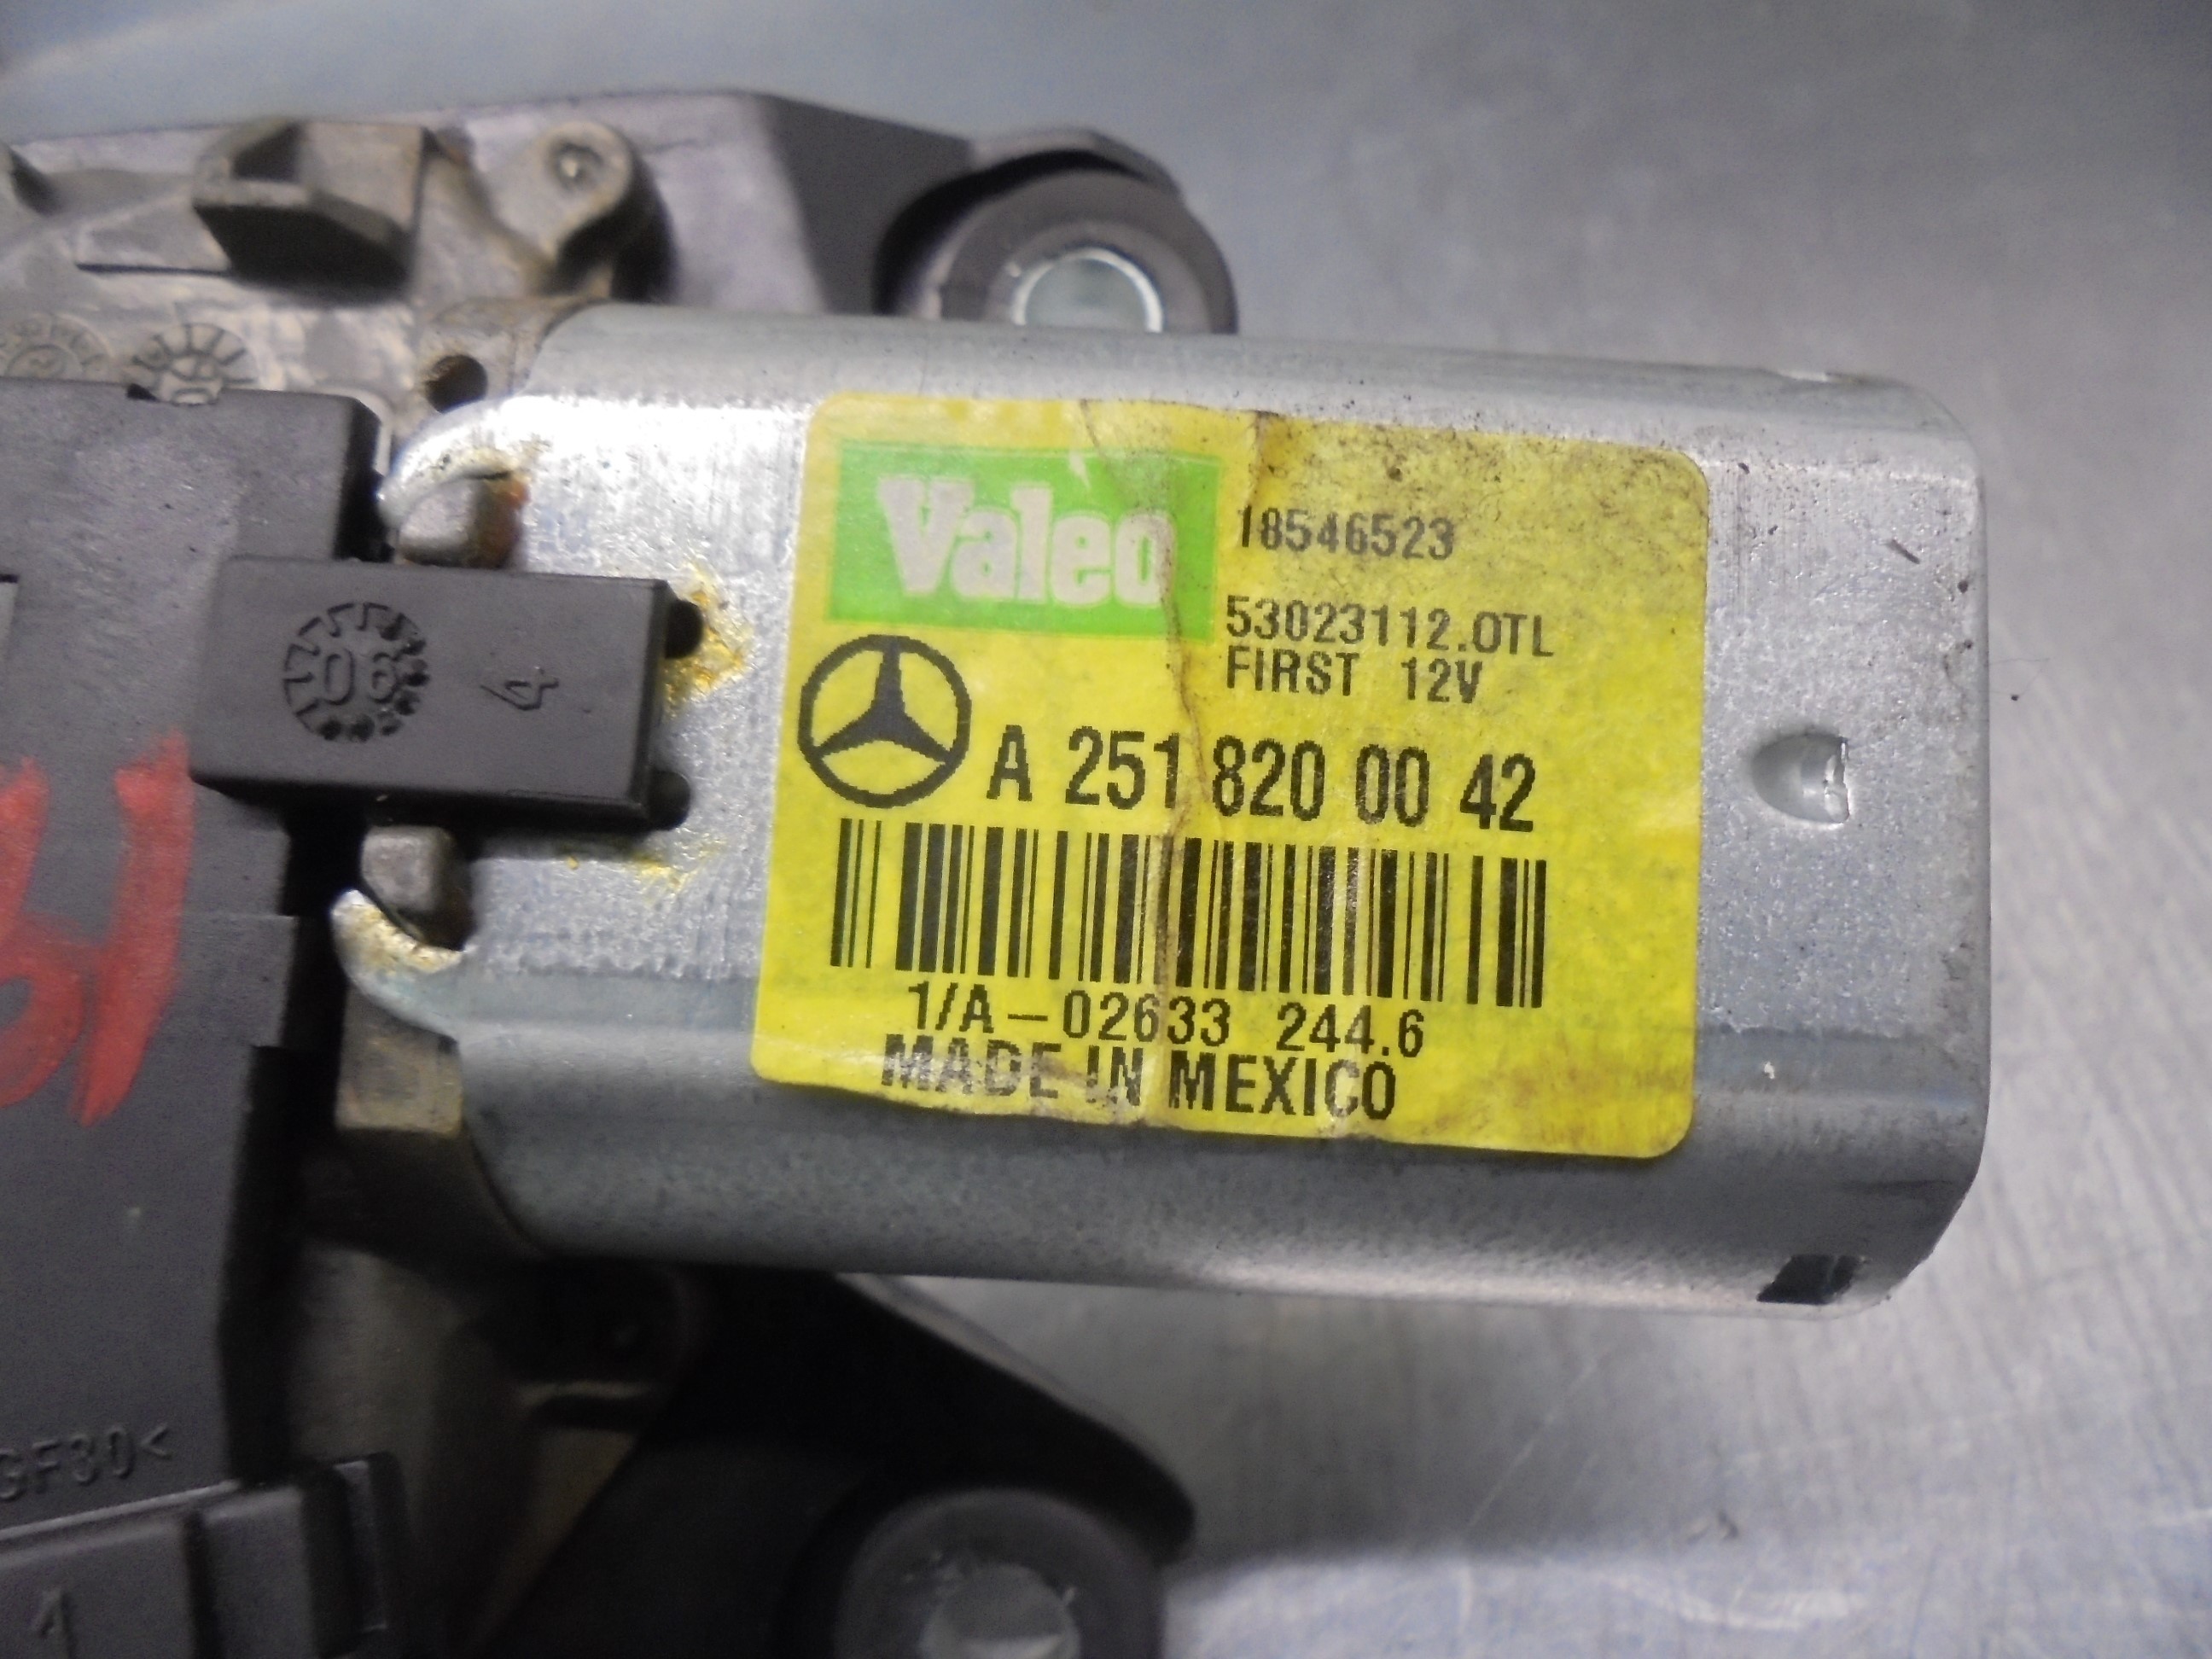 Valeo
18546523
53023112.OTL
FIRST 12V
A 251 820 00 42
1/A-02633 244.6
MADE IN MEXICO
06
4
GF30<
1